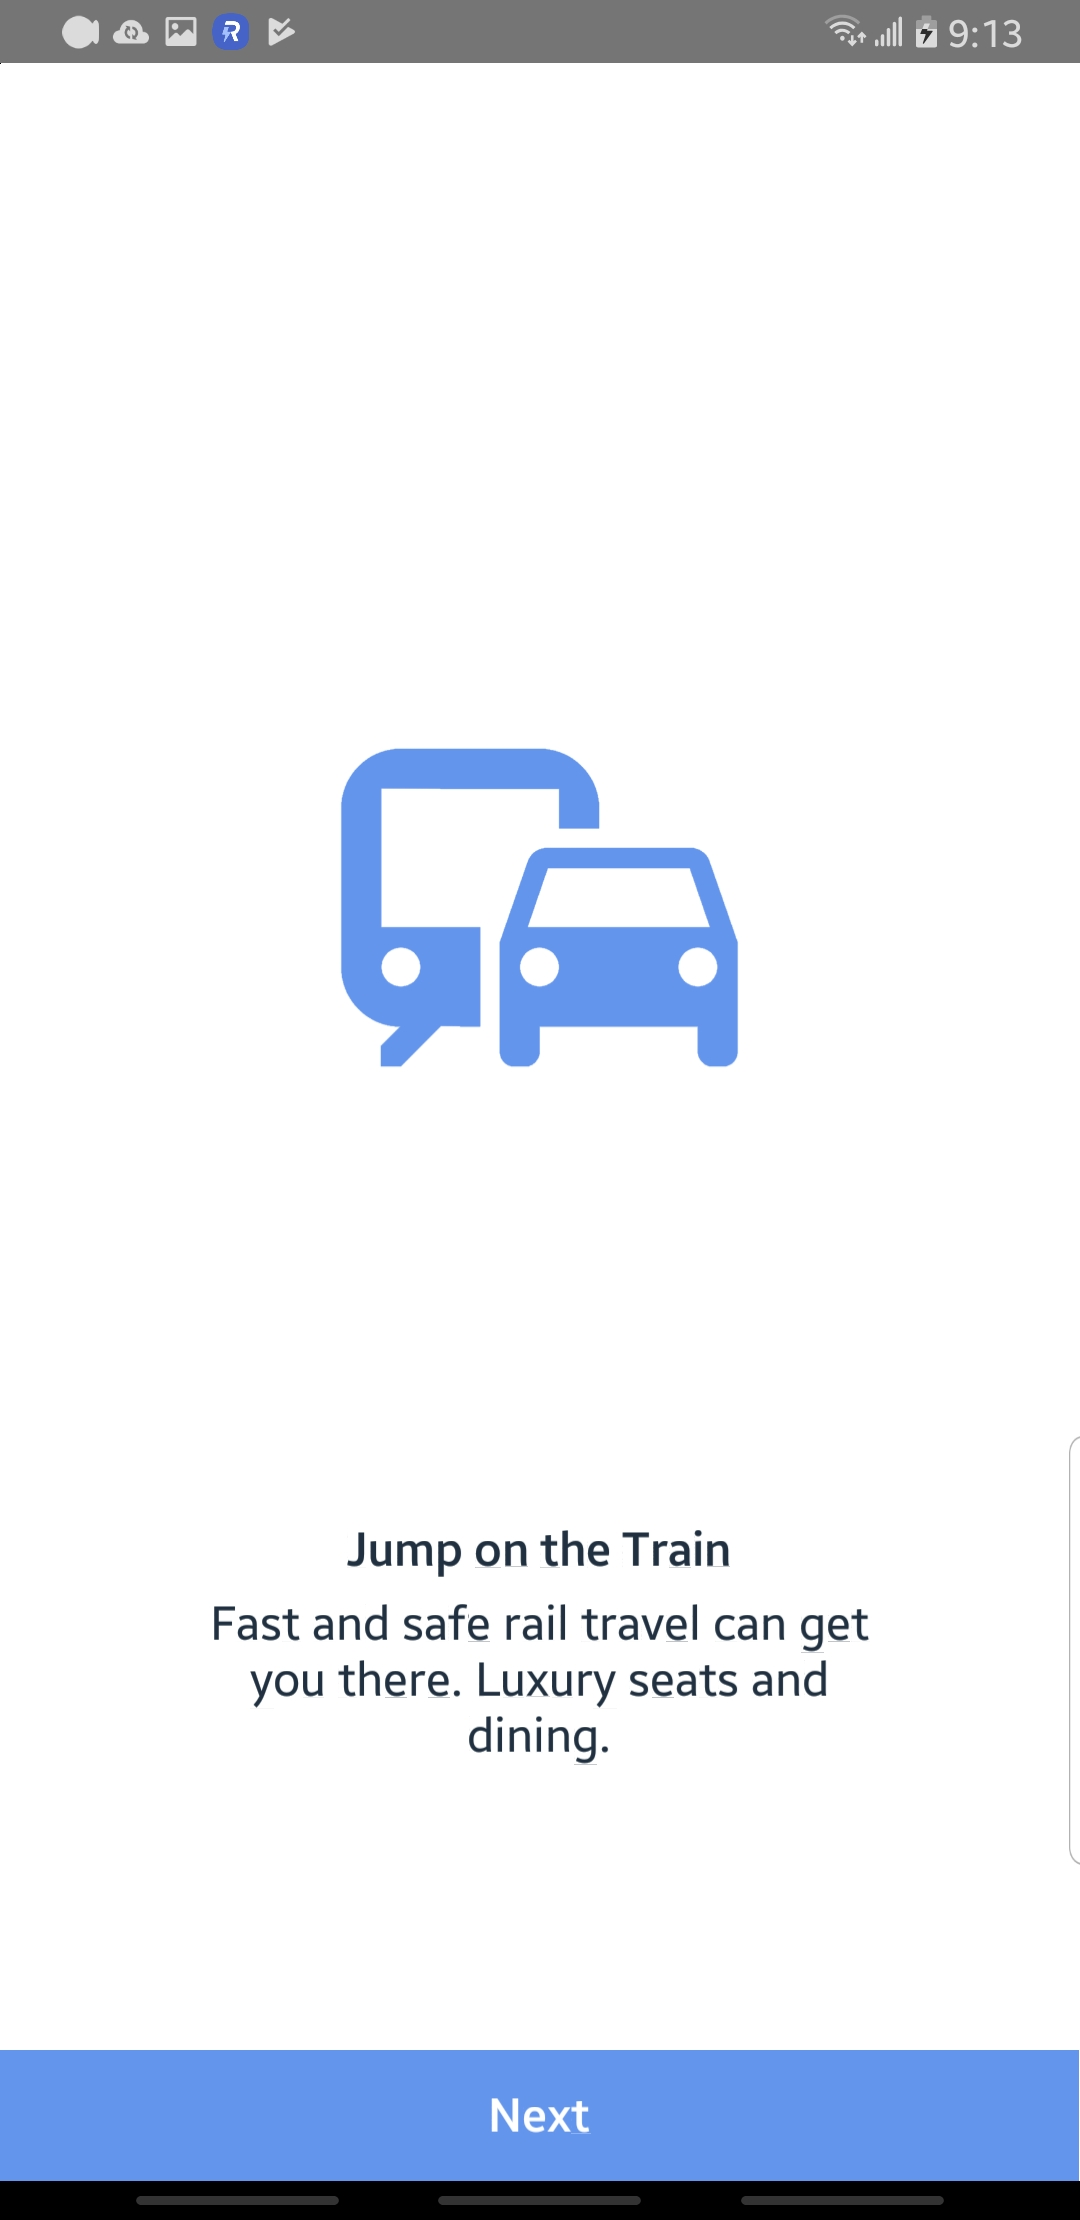 9:13
Jump on the Train
Fast and safe rail travel can get
you there. Luxury seats and
dining.
Next